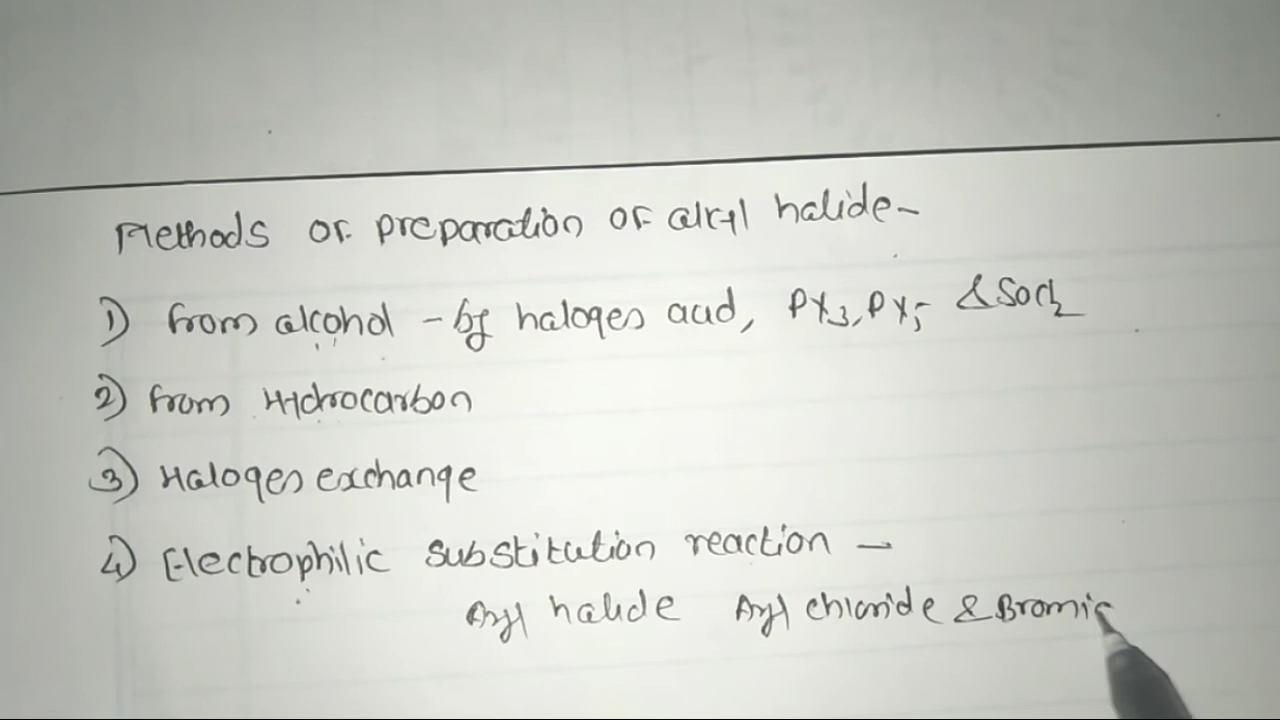 Methods of preparation of alkyl halide-
1) from alcohol - by halogen acid, PX3, PX5 & SOCl2
2) from Hydrocarbon
3) Halogen exchange
4) Electrophilic substitution reaction -
Aryl halide Aryl chloride & Bromi